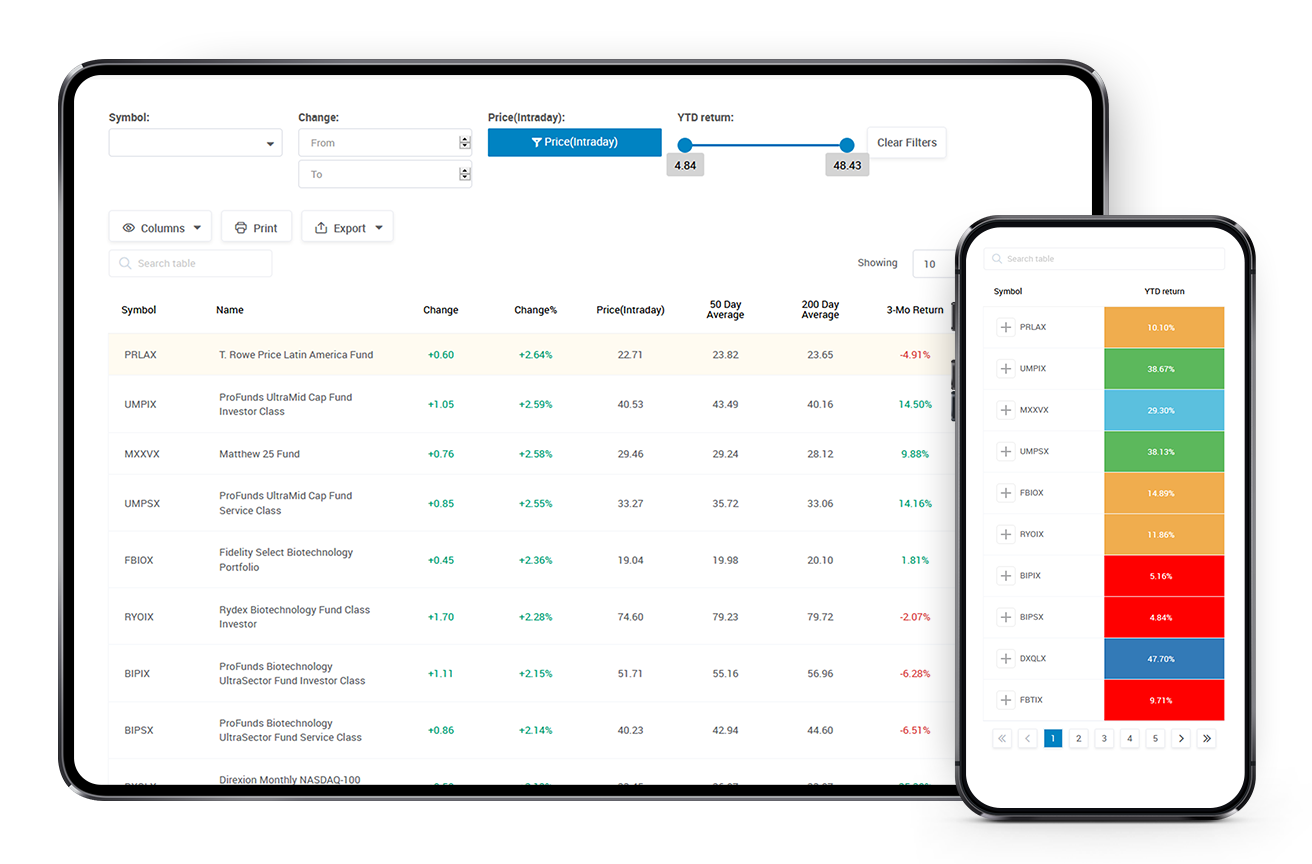 Symbol: Change: Price(Intraday): YTD return:
From Price(Intraday) Clear Filters
4.84 48.43
To
Columns Print Export
Search table Showing 10
Symbol Name Change Change% Price(Intraday) 50 Day Average 200 Day Average 3-Mo Return
PRLAX T. Rowe Price Latin America Fund +0.60 +2.64% 22.71 23.82 23.65 -4.91%
UMPIX ProFunds UltraMid Cap Fund Investor Class +1.05 +2.59% 40.53 43.49 40.16 14.50%
MXXVX Matthew 25 Fund +0.76 +2.58% 29.46 29.24 28.12 9.88%
UMPSX ProFunds UltraMid Cap Fund Service Class +0.85 +2.55% 33.27 35.72 33.06 14.16%
FBIOX Fidelity Select Biotechnology Portfolio +0.45 +2.36% 19.04 19.98 20.10 1.81%
RYOIX Rydex Biotechnology Fund Class Investor +1.70 +2.28% 74.60 79.23 79.72 -2.07%
BIPIX ProFunds Biotechnology UltraSector Fund Investor Class +1.11 +2.15% 51.71 55.16 56.96 -6.28%
BIPSX ProFunds Biotechnology UltraSector Fund Service Class +0.86 +2.14% 40.23 42.94 44.60 -6.51%
Direxion Monthly NASDAQ-100
Search table
Symbol YTD return
PRLAX 10.10%
UMPIX 38.67%
MXXVX 29.30%
UMPSX 38.13%
FBIOX 14.89%
RYOIX 11.86%
BIPIX 5.16%
BIPSX 4.84%
DXQLX 47.70%
FBTIX 9.71%
« ‹ 1 2 3 4 5 › »